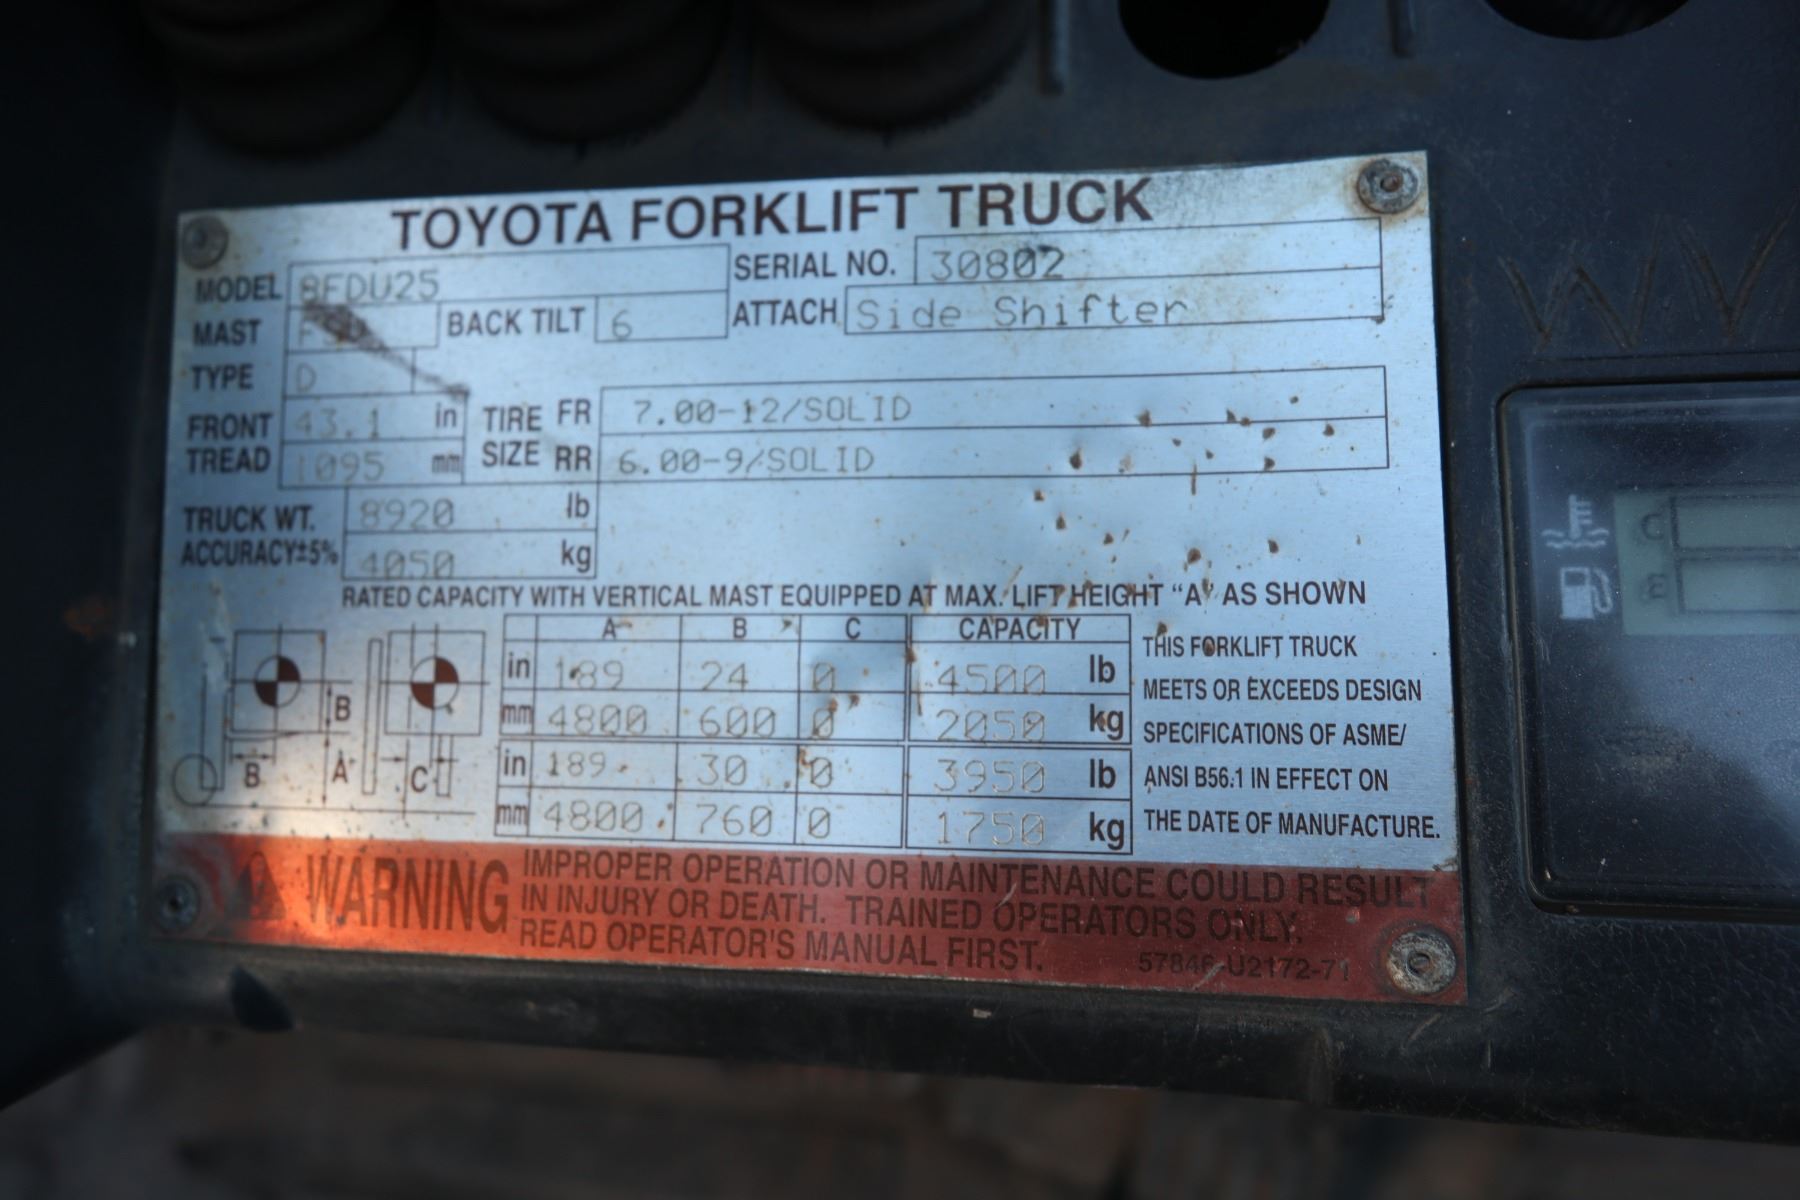 TOYOTA FORKLIFT TRUCK
MODEL 8FDU25 SERIAL NO. 30802
MAST BACK TILT 6 ATTACH Side Shifter
TYPE D
FRONT TREAD 43.1 in 1095 mm
TIRE SIZE FR 7.00-12/SOLID
RR 6.00-9/SOLID
TRUCK WT. 8920 lb
ACCURACY±5% 4050 kg
RATED CAPACITY WITH VERTICAL MAST EQUIPPED AT MAX. LIFT HEIGHT "A" AS SHOWN
A B C CAPACITY
in 189 24 0 4500 lb
mm 4800 600 0 2050 kg
in 189 30 0 3950 lb
mm 4800 760 0 1750 kg
B
B A C
THIS FORKLIFT TRUCK
MEETS OR EXCEEDS DESIGN
SPECIFICATIONS OF ASME/
ANSI B56.1 IN EFFECT ON
THE DATE OF MANUFACTURE.
WARNING
IMPROPER OPERATION OR MAINTENANCE COULD RESULT
IN INJURY OR DEATH. TRAINED OPERATORS ONLY.
READ OPERATOR'S MANUAL FIRST.
57846-U2172-71